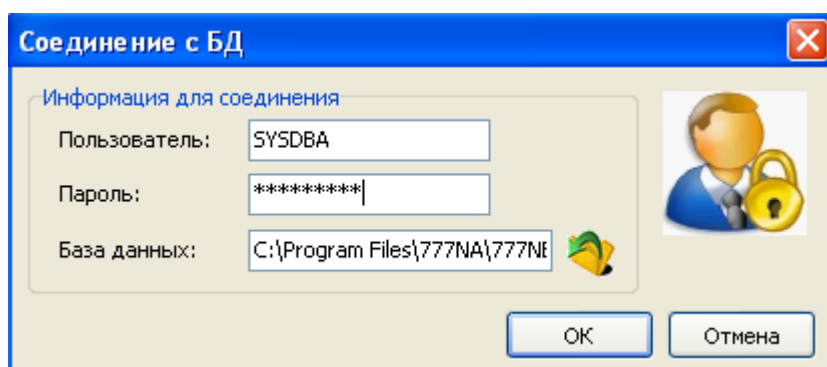 Соединение с БД
Информация для соединения
Пользователь: SYSDBA
Пароль: *********
База данных: C:\Program Files\777NA\777NE
OK Отмена